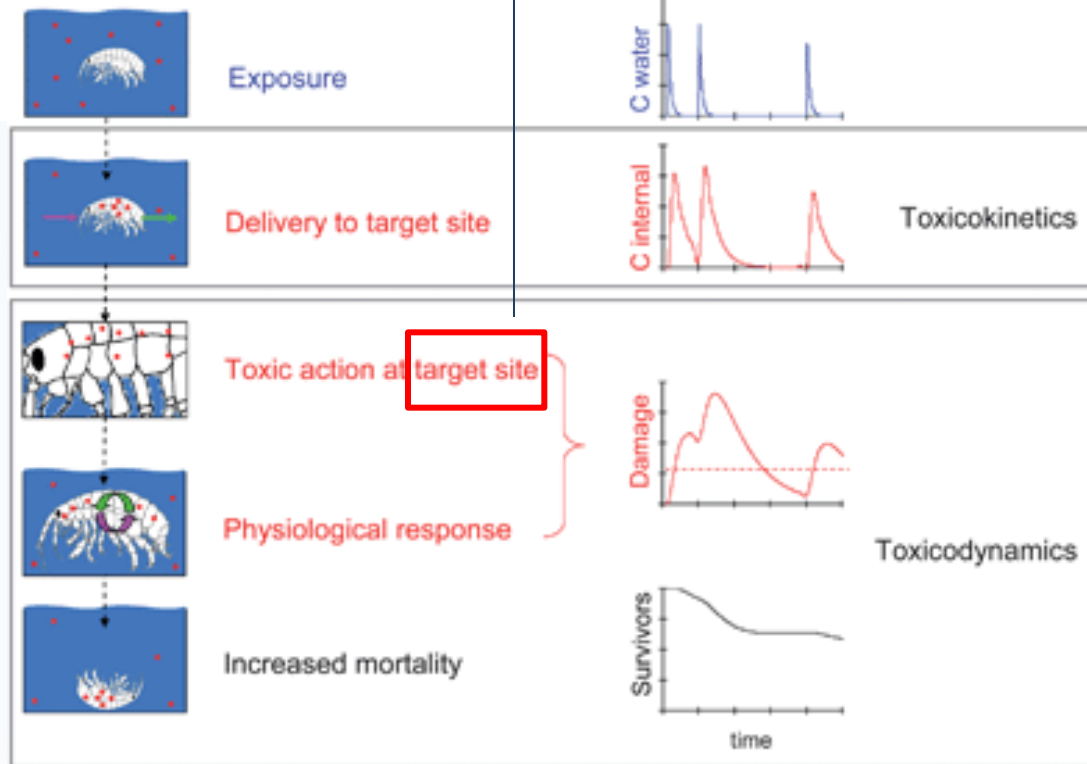 Exposure
C water
Delivery to target site
C internal
Toxicokinetics
Toxic action at target site
Damage
Physiological response
Toxicodynamics
Survivors
Increased mortality
time